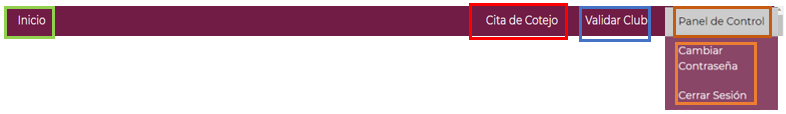 Inicio
Cita de Cotejo
Validar Club
Panel de Control
Cambiar
Contraseña
Cerrar Sesión